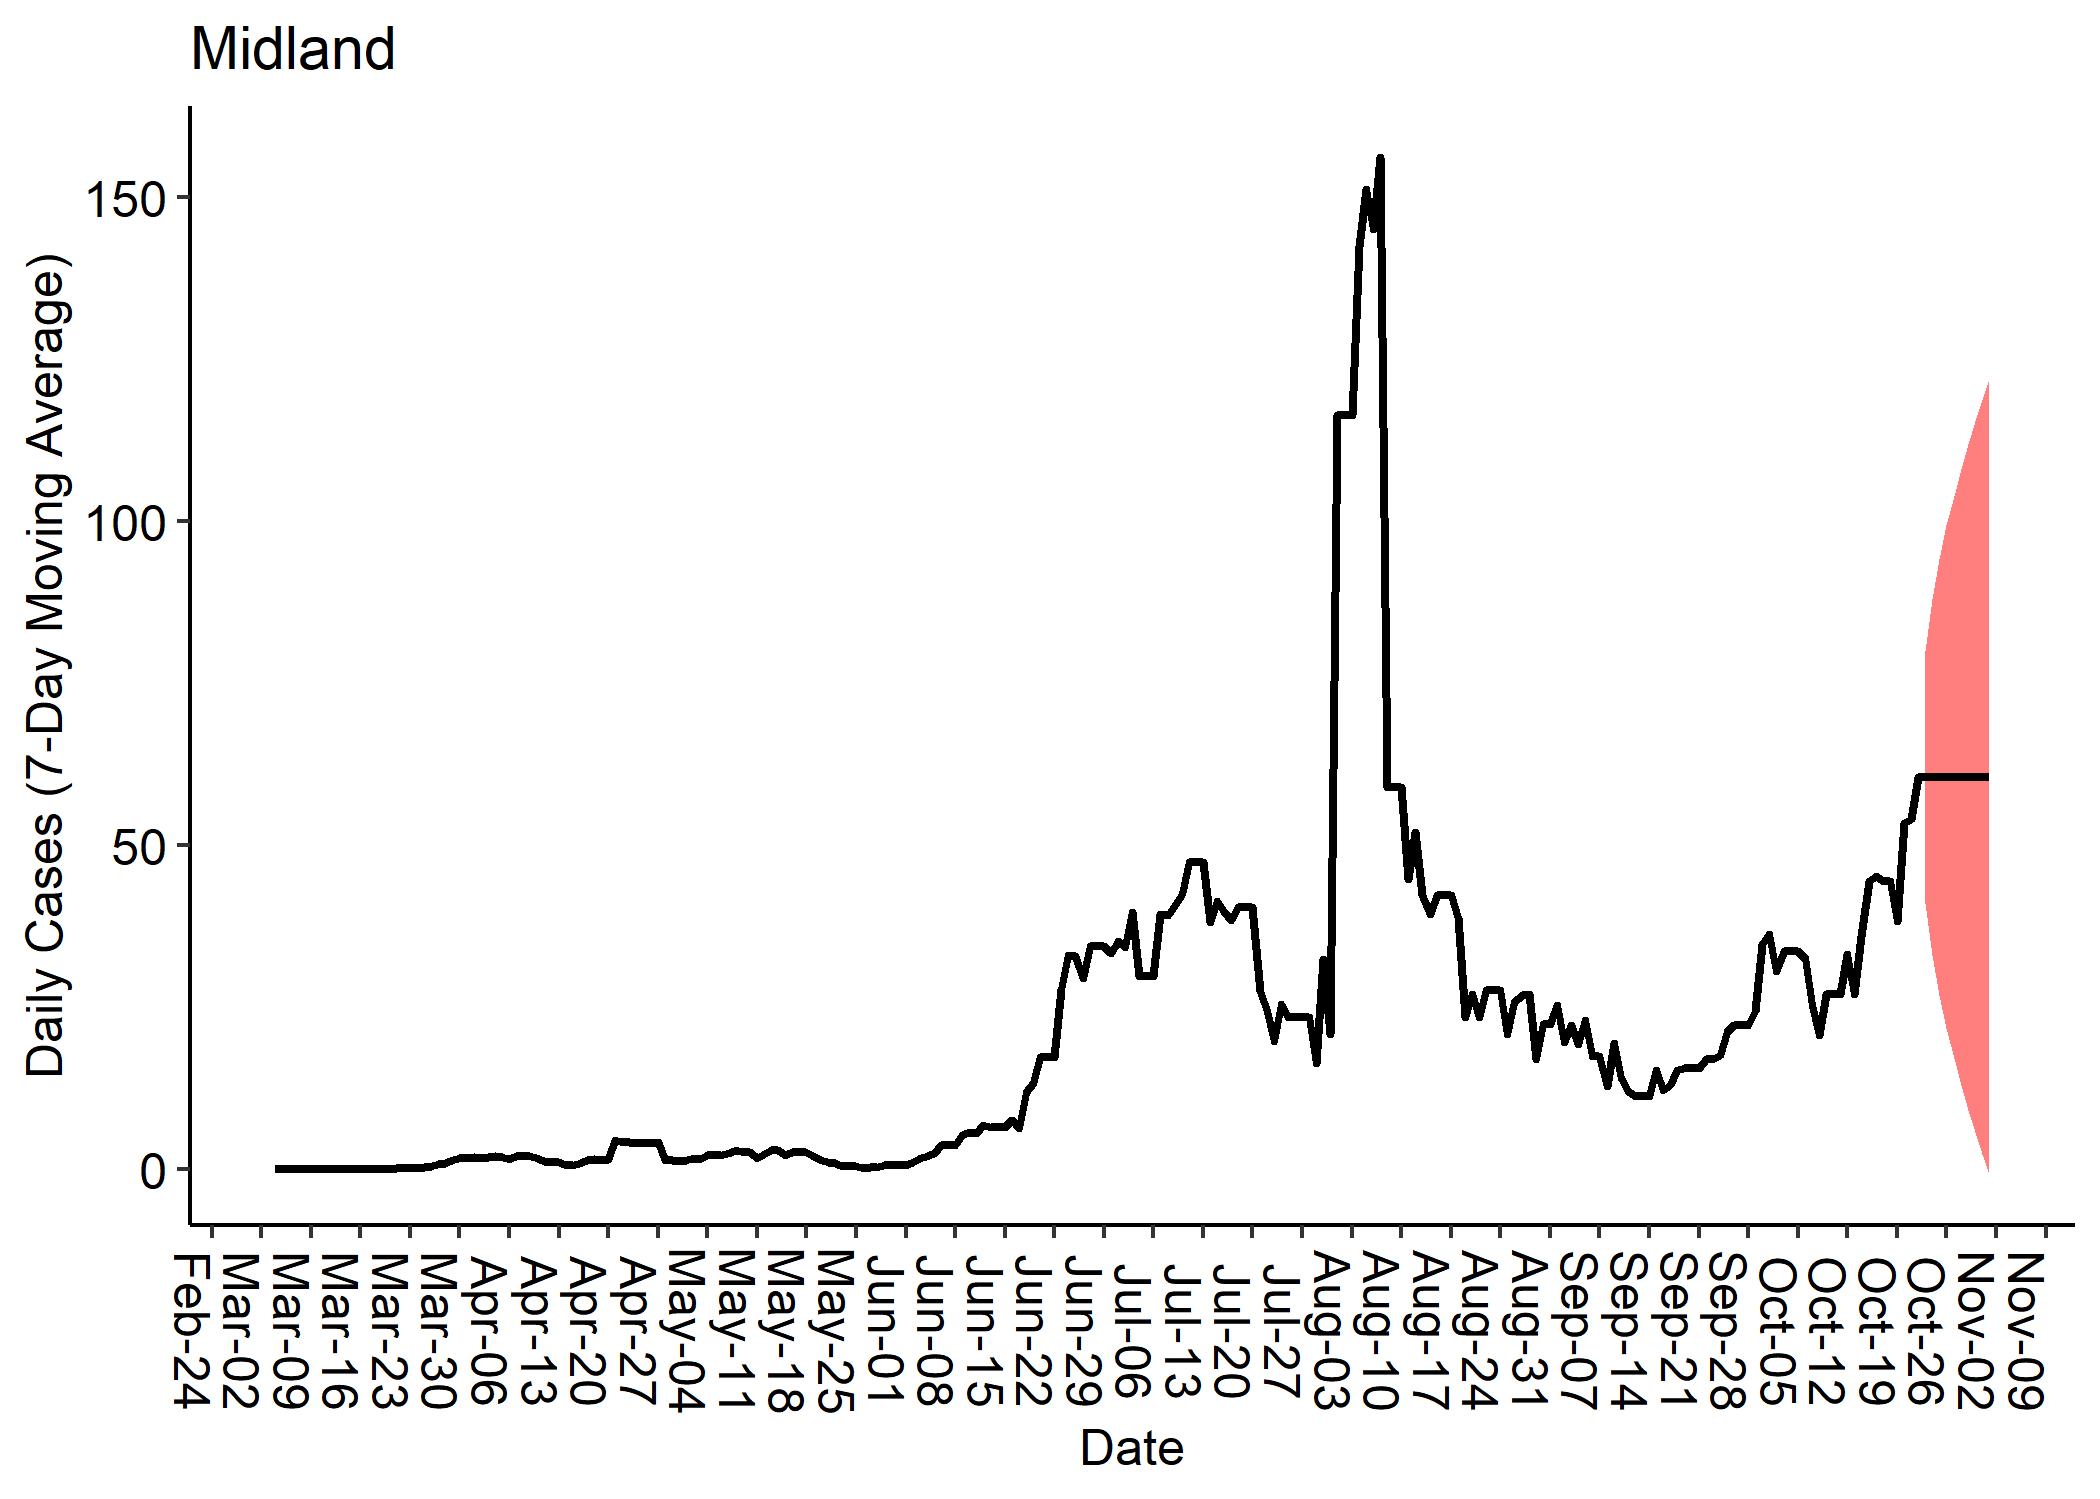 Midland
Daily Cases (7-Day Moving Average)
150
100
50
0
Feb-24
Mar-02
Mar-09
Mar-16
Mar-23
Mar-30
Apr-06
Apr-13
Apr-20
Apr-27
May-04
May-11
May-18
May-25
Jun-01
Jun-08
Jun-15
Jun-22
Jun-29
Jul-06
Jul-13
Jul-20
Jul-27
Aug-03
Aug-10
Aug-17
Aug-24
Aug-31
Sep-07
Sep-14
Sep-21
Sep-28
Oct-05
Oct-12
Oct-19
Oct-26
Nov-02
Nov-09
Date